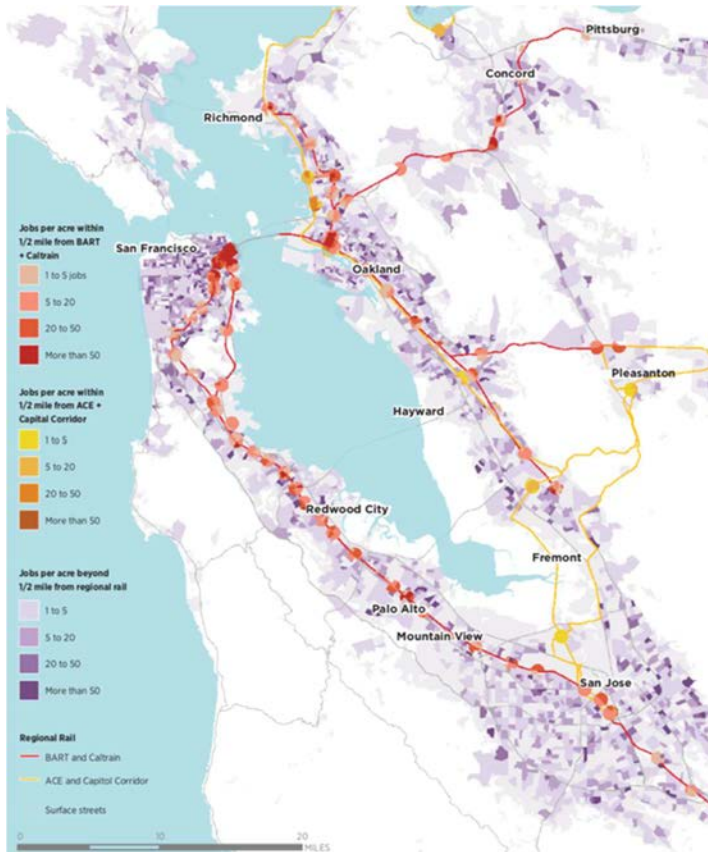 Pittsburg
Concord
Richmond
Jobs per acre within
1/2 mile from BART
+ Caltrain
1 to 5 jobs
5 to 20
20 to 50
More than 50
San Francisco
Oakland
Jobs per acre within
1/2 mile from ACE +
Capital Corridor
1 to 5
5 to 20
20 to 50
More than 50
Pleasanton
Hayward
Redwood City
Fremont
Jobs per acre beyond
1/2 mile from regional rail
1 to 5
5 to 20
20 to 50
More than 50
Palo Alto
Mountain View
San Jose
Regional Rail
BART and Caltrain
ACE and Capitol Corridor
Surface streets
0 10 20
MILES